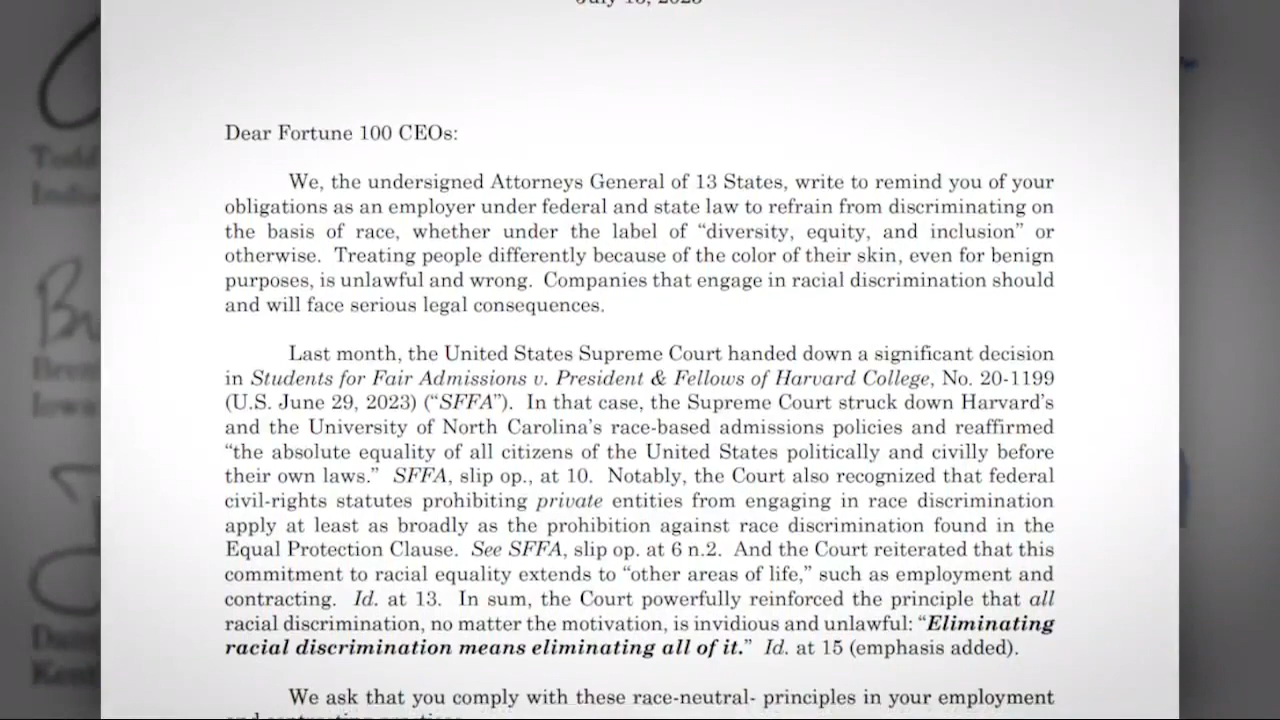 Dear Fortune 100 CEOs:
We, the undersigned Attorneys General of 13 States, write to remind you of your
obligations as an employer under federal and state law to refrain from discriminating on
the basis of race, whether under the label of “diversity, equity, and inclusion” or
otherwise. Treating people differently because of the color of their skin, even for benign
purposes, is unlawful and wrong. Companies that engage in racial discrimination should
and will face serious legal consequences.
Last month, the United States Supreme Court handed down a significant decision
in Students for Fair Admissions v. President & Fellows of Harvard College, No. 20-1199
(U.S. June 29, 2023) (“SFFA”). In that case, the Supreme Court struck down Harvard’s
and the University of North Carolina’s race-based admissions policies and reaffirmed
“the absolute equality of all citizens of the United States politically and civilly before
their own laws.” SFFA, slip op., at 10. Notably, the Court also recognized that federal
civil-rights statutes prohibiting private entities from engaging in race discrimination
apply at least as broadly as the prohibition against race discrimination found in the
Equal Protection Clause. See SFFA, slip op. at 6 n.2. And the Court reiterated that this
commitment to racial equality extends to “other areas of life,” such as employment and
contracting. Id. at 13. In sum, the Court powerfully reinforced the principle that all
racial discrimination, no matter the motivation, is invidious and unlawful: “Eliminating
racial discrimination means eliminating all of it.” Id. at 15 (emphasis added).
We ask that you comply with these race-neutral- principles in your employment
Todd
Iowa